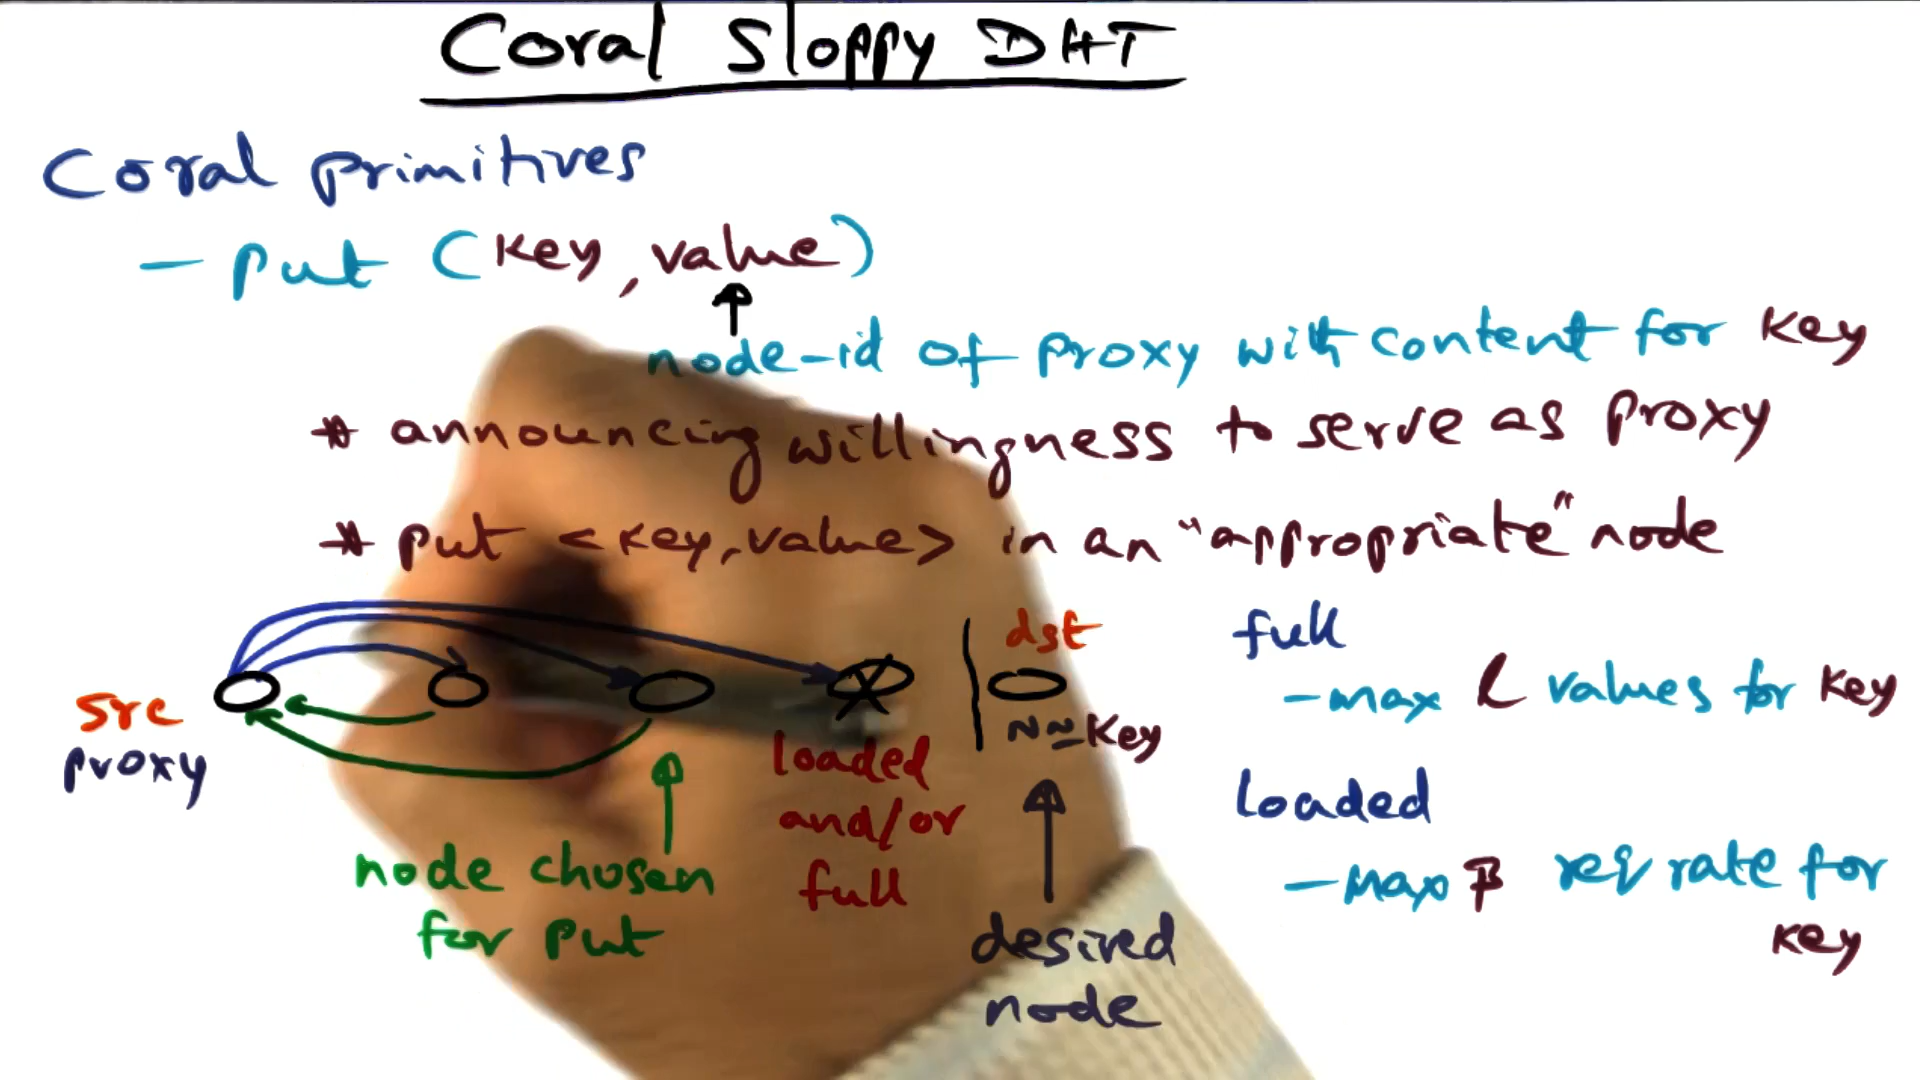 Coral Sloppy DHT
Coral primitives
- put (key, value)
node-id of proxy with content for key
* announcing willingness to serve as proxy
* put <key, value> in an "appropriate" node
src
proxy
node chosen
for put
loaded
and/or
full
dst
N ≈ key
desired
node
full
- max l values for key
loaded
- max β req rate for
key